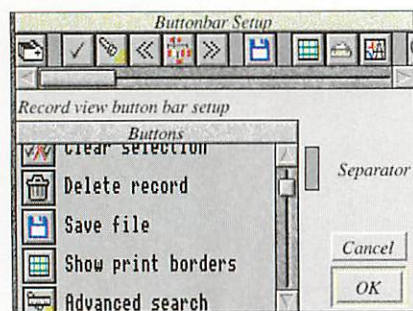 Buttonbar Setup
Record view button bar setup
Buttons
Clear selection
Delete record
Separator
Save file
Cancel
Show print borders
OK
Advanced search